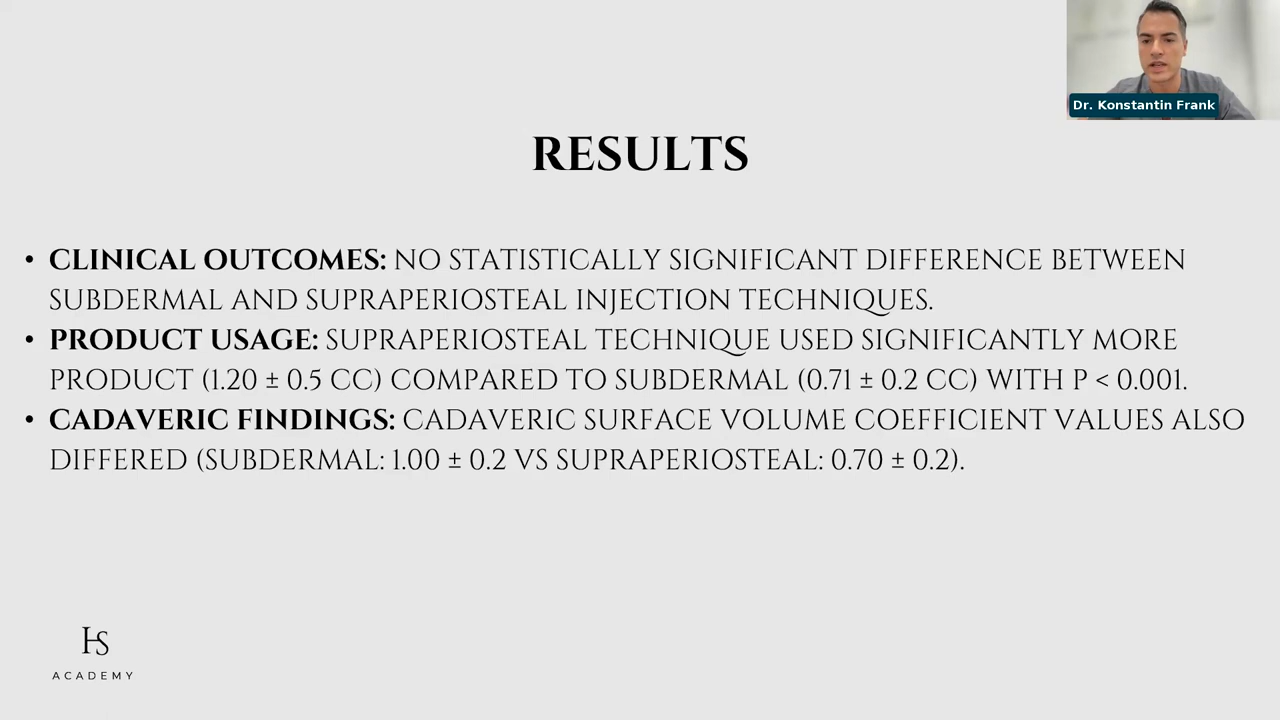 Dr. Konstantin Frank
RESULTS
• CLINICAL OUTCOMES: NO STATISTICALLY SIGNIFICANT DIFFERENCE BETWEEN
SUBDERMAL AND SUPRAPERIOSTEAL INJECTION TECHNIQUES.
• PRODUCT USAGE: SUPRAPERIOSTEAL TECHNIQUE USED SIGNIFICANTLY MORE
PRODUCT (1.20 ± 0.5 CC) COMPARED TO SUBDERMAL (0.71 ± 0.2 CC) WITH P < 0.001.
• CADAVERIC FINDINGS: CADAVERIC SURFACE VOLUME COEFFICIENT VALUES ALSO
DIFFERED (SUBDERMAL: 1.00 ± 0.2 VS SUPRAPERIOSTEAL: 0.70 ± 0.2).
HS
ACADEMY